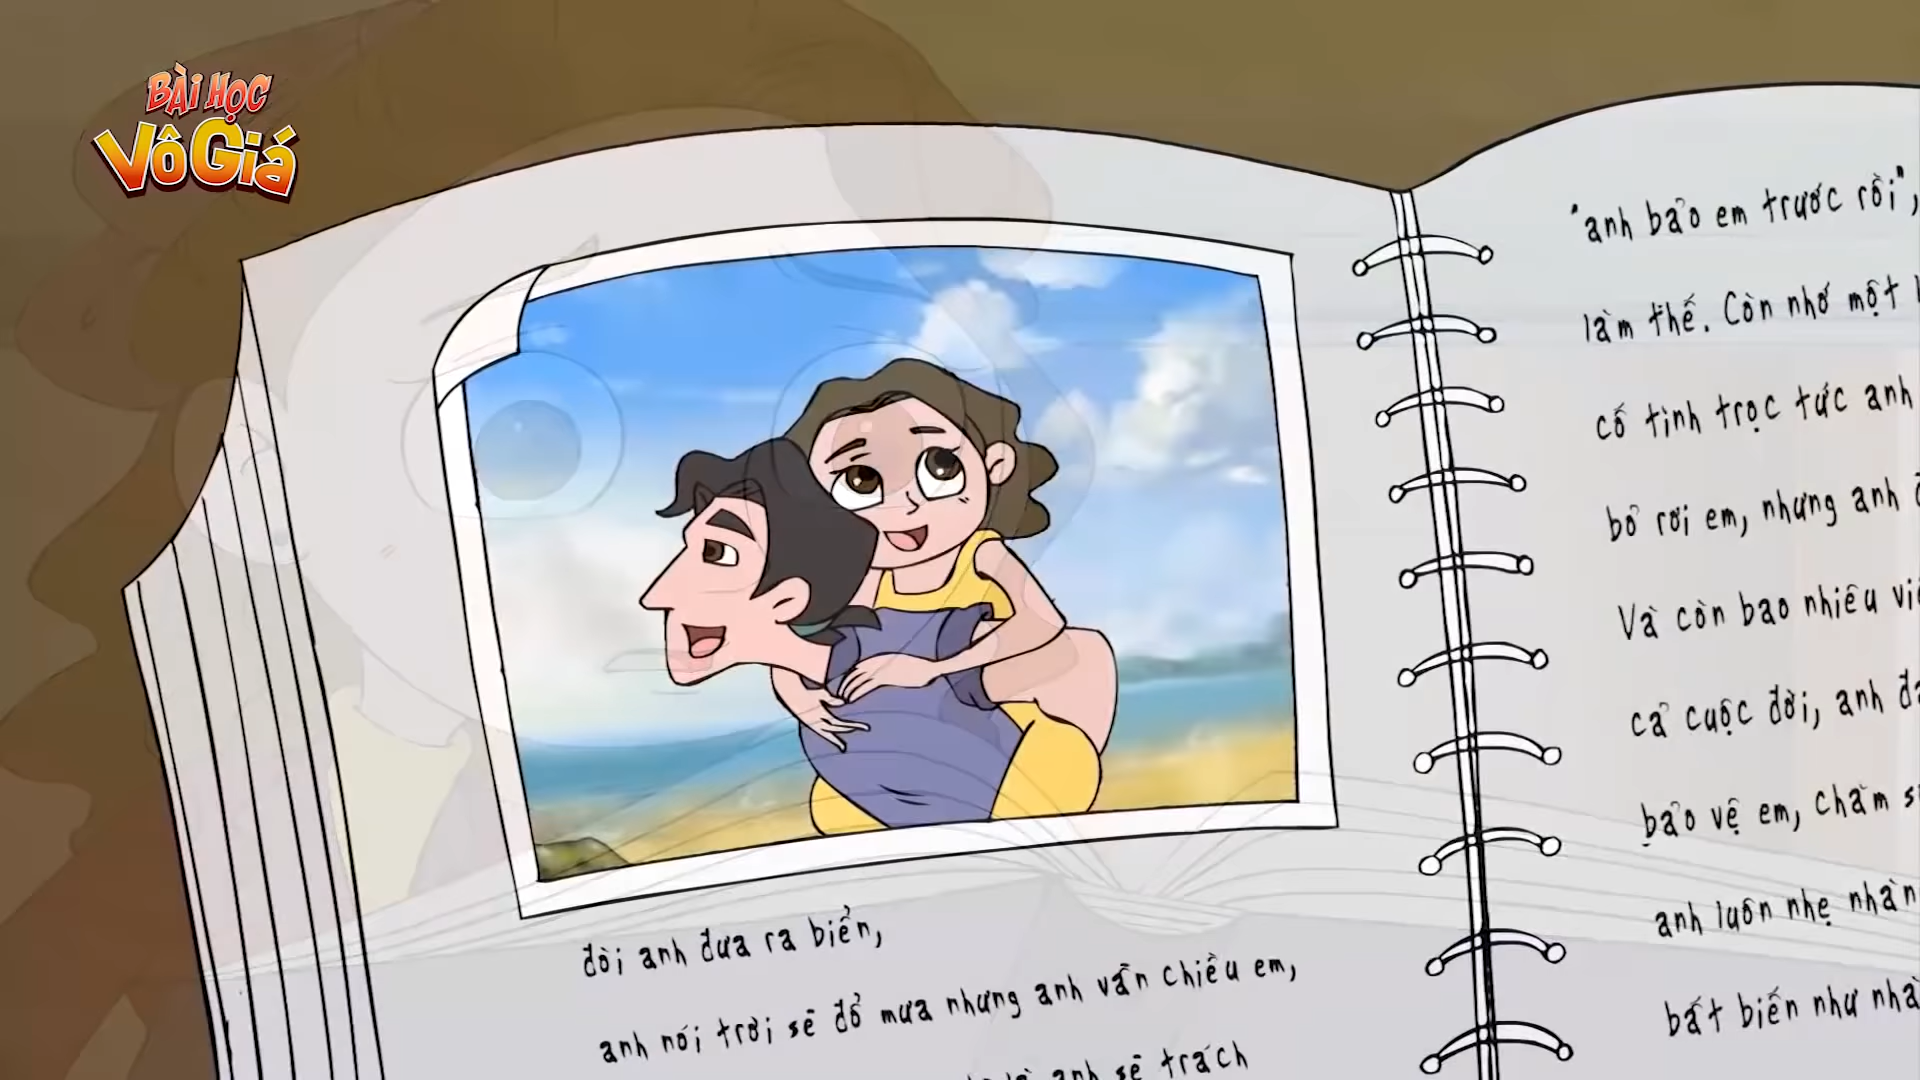 BÀI HỌC
VÔ GIÁ
đòi anh đưa ra biển,
anh nói trời sẽ đổ mưa nhưng anh vẫn chiều em,
anh sẽ trách
"anh bảo em trước rồi",
làm thế. Còn nhớ một
cố tình trọc tức anh
bỏ rơi em, nhưng anh
Và còn bao nhiêu
cả cuộc đời, anh
bảo vệ em, chăm
anh luôn nhẹ nhàn
bất biến như